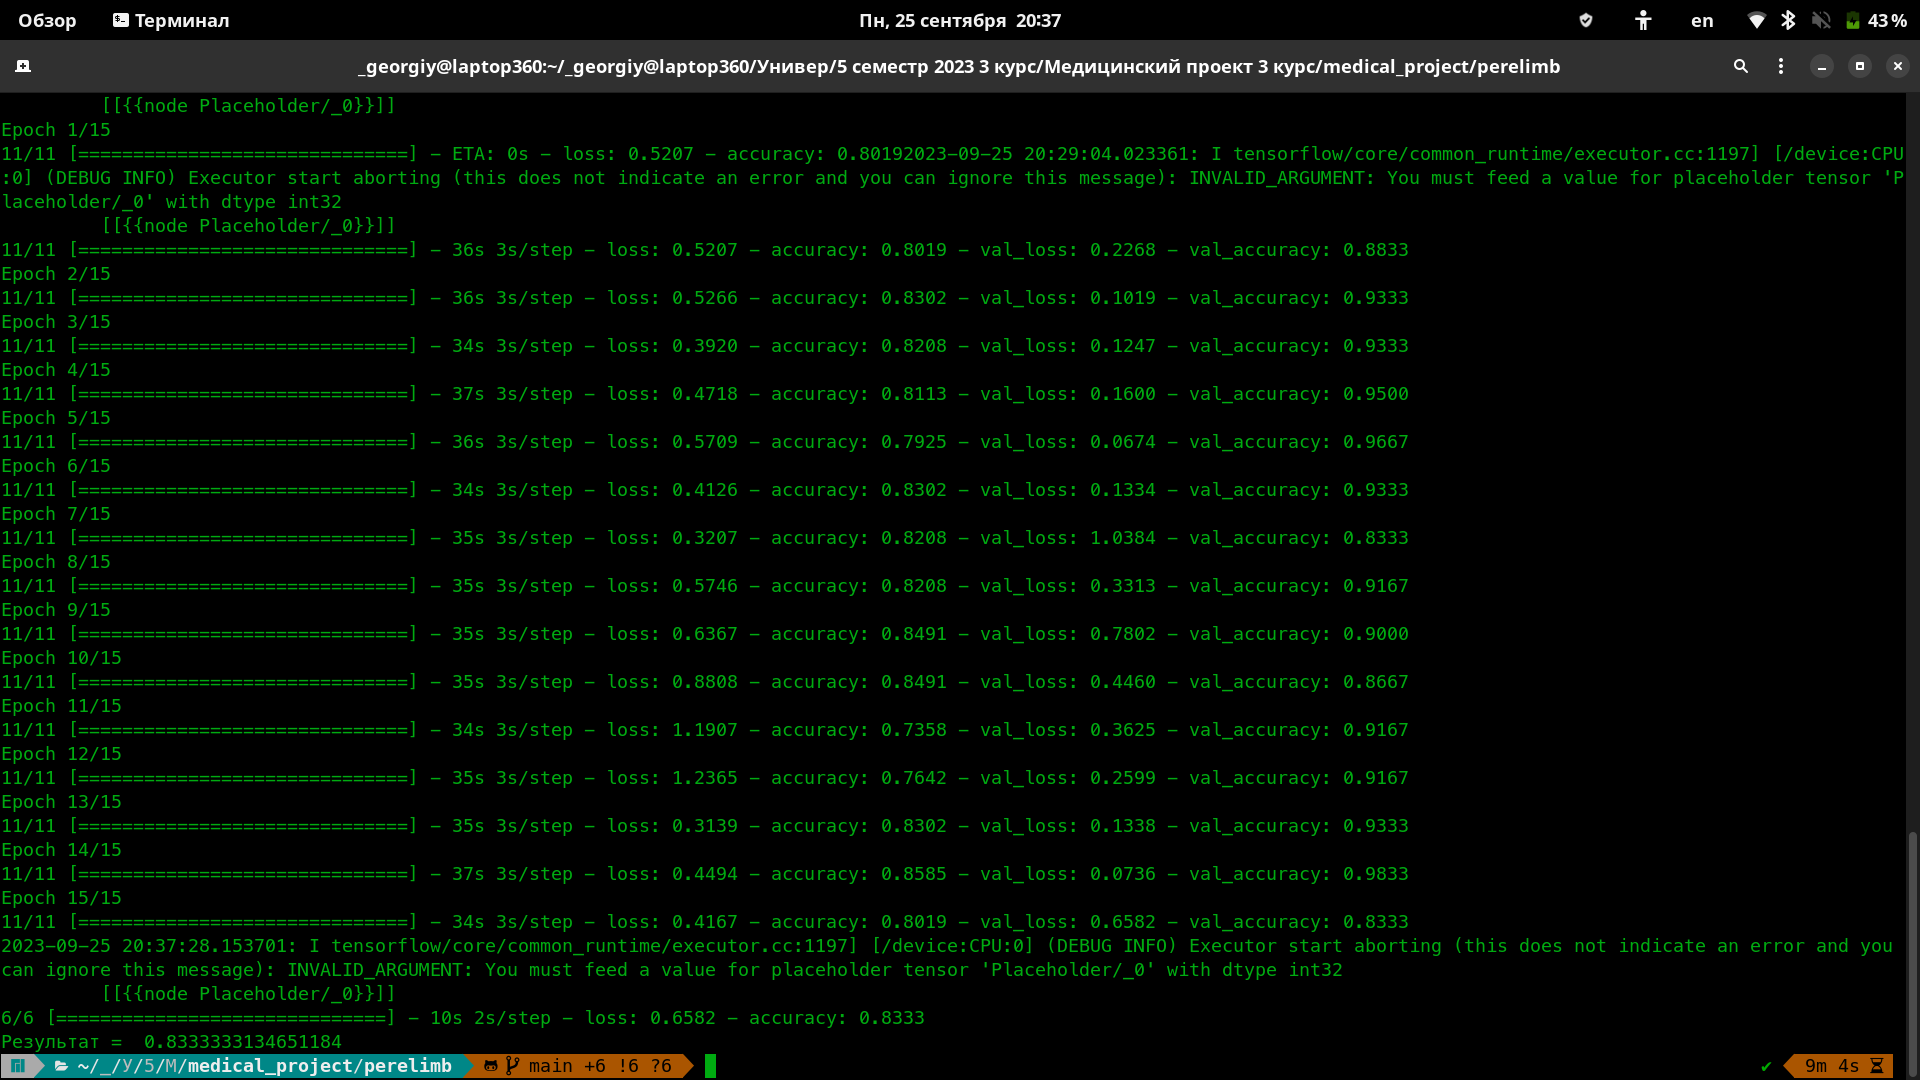 Обзор Терминал Пн, 25 сентября 20:37 en 43 %
_georgiy@laptop360:~/_georgiy@laptop360/Универ/5 семестр 2023 3 курс/Медицинский проект 3 курс/medical_project/perelimb
[[{{node Placeholder/_0}}]]
Epoch 1/15
11/11 [==============================] - ETA: 0s - loss: 0.5207 - accuracy: 0.80192023-09-25 20:29:04.023361: I tensorflow/core/common_runtime/executor.cc:1197] [/device:CPU
:0] (DEBUG INFO) Executor start aborting (this does not indicate an error and you can ignore this message): INVALID_ARGUMENT: You must feed a value for placeholder tensor 'P
laceholder/_0' with dtype int32
[[{{node Placeholder/_0}}]]
11/11 [==============================] - 36s 3s/step - loss: 0.5207 - accuracy: 0.8019 - val_loss: 0.2268 - val_accuracy: 0.8833
Epoch 2/15
11/11 [==============================] - 36s 3s/step - loss: 0.5266 - accuracy: 0.8302 - val_loss: 0.1019 - val_accuracy: 0.9333
Epoch 3/15
11/11 [==============================] - 34s 3s/step - loss: 0.3920 - accuracy: 0.8208 - val_loss: 0.1247 - val_accuracy: 0.9333
Epoch 4/15
11/11 [==============================] - 37s 3s/step - loss: 0.4718 - accuracy: 0.8113 - val_loss: 0.1600 - val_accuracy: 0.9500
Epoch 5/15
11/11 [==============================] - 36s 3s/step - loss: 0.5709 - accuracy: 0.7925 - val_loss: 0.0674 - val_accuracy: 0.9667
Epoch 6/15
11/11 [==============================] - 34s 3s/step - loss: 0.4126 - accuracy: 0.8302 - val_loss: 0.1334 - val_accuracy: 0.9333
Epoch 7/15
11/11 [==============================] - 35s 3s/step - loss: 0.3207 - accuracy: 0.8208 - val_loss: 1.0384 - val_accuracy: 0.8333
Epoch 8/15
11/11 [==============================] - 35s 3s/step - loss: 0.5746 - accuracy: 0.8208 - val_loss: 0.3313 - val_accuracy: 0.9167
Epoch 9/15
11/11 [==============================] - 35s 3s/step - loss: 0.6367 - accuracy: 0.8491 - val_loss: 0.7802 - val_accuracy: 0.9000
Epoch 10/15
11/11 [==============================] - 35s 3s/step - loss: 0.8808 - accuracy: 0.8491 - val_loss: 0.4460 - val_accuracy: 0.8667
Epoch 11/15
11/11 [==============================] - 34s 3s/step - loss: 1.1907 - accuracy: 0.7358 - val_loss: 0.3625 - val_accuracy: 0.9167
Epoch 12/15
11/11 [==============================] - 35s 3s/step - loss: 1.2365 - accuracy: 0.7642 - val_loss: 0.2599 - val_accuracy: 0.9167
Epoch 13/15
11/11 [==============================] - 35s 3s/step - loss: 0.3139 - accuracy: 0.8302 - val_loss: 0.1338 - val_accuracy: 0.9333
Epoch 14/15
11/11 [==============================] - 37s 3s/step - loss: 0.4494 - accuracy: 0.8585 - val_loss: 0.0736 - val_accuracy: 0.9833
Epoch 15/15
11/11 [==============================] - 34s 3s/step - loss: 0.4167 - accuracy: 0.8019 - val_loss: 0.6582 - val_accuracy: 0.8333
2023-09-25 20:37:28.153701: I tensorflow/core/common_runtime/executor.cc:1197] [/device:CPU:0] (DEBUG INFO) Executor start aborting (this does not indicate an error and you
can ignore this message): INVALID_ARGUMENT: You must feed a value for placeholder tensor 'Placeholder/_0' with dtype int32
[[{{node Placeholder/_0}}]]
6/6 [==============================] - 10s 2s/step - loss: 0.6582 - accuracy: 0.8333
Результат =  0.8333333134651184
~/_/У/5/М/medical_project/perelimb main +6 !6 ?6 ✔ 9m 4s